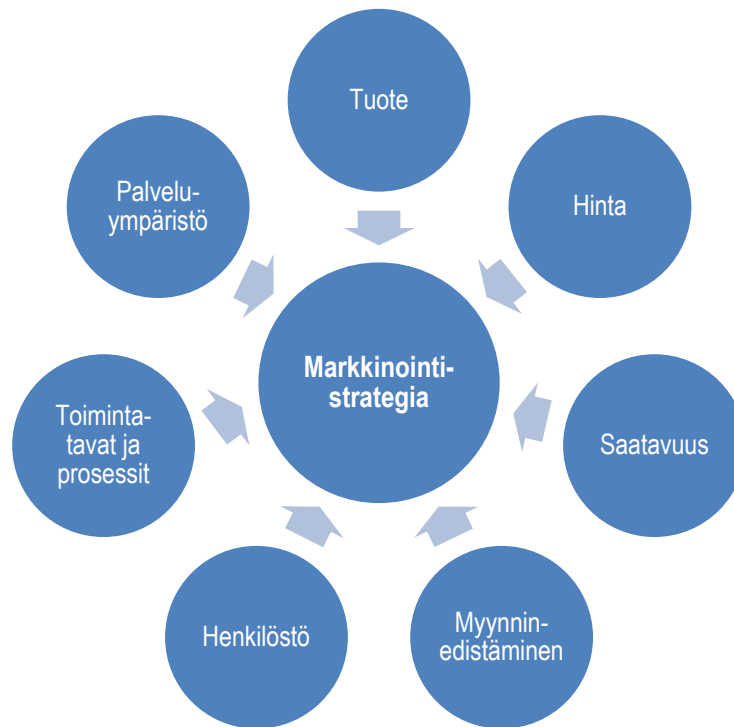 Tuote
Hinta
Saatavuus
Myynnin-
edistäminen
Henkilöstö
Toiminta-
tavat ja
prosessit
Palvelu-
ympäristö
Markkinointi-
strategia